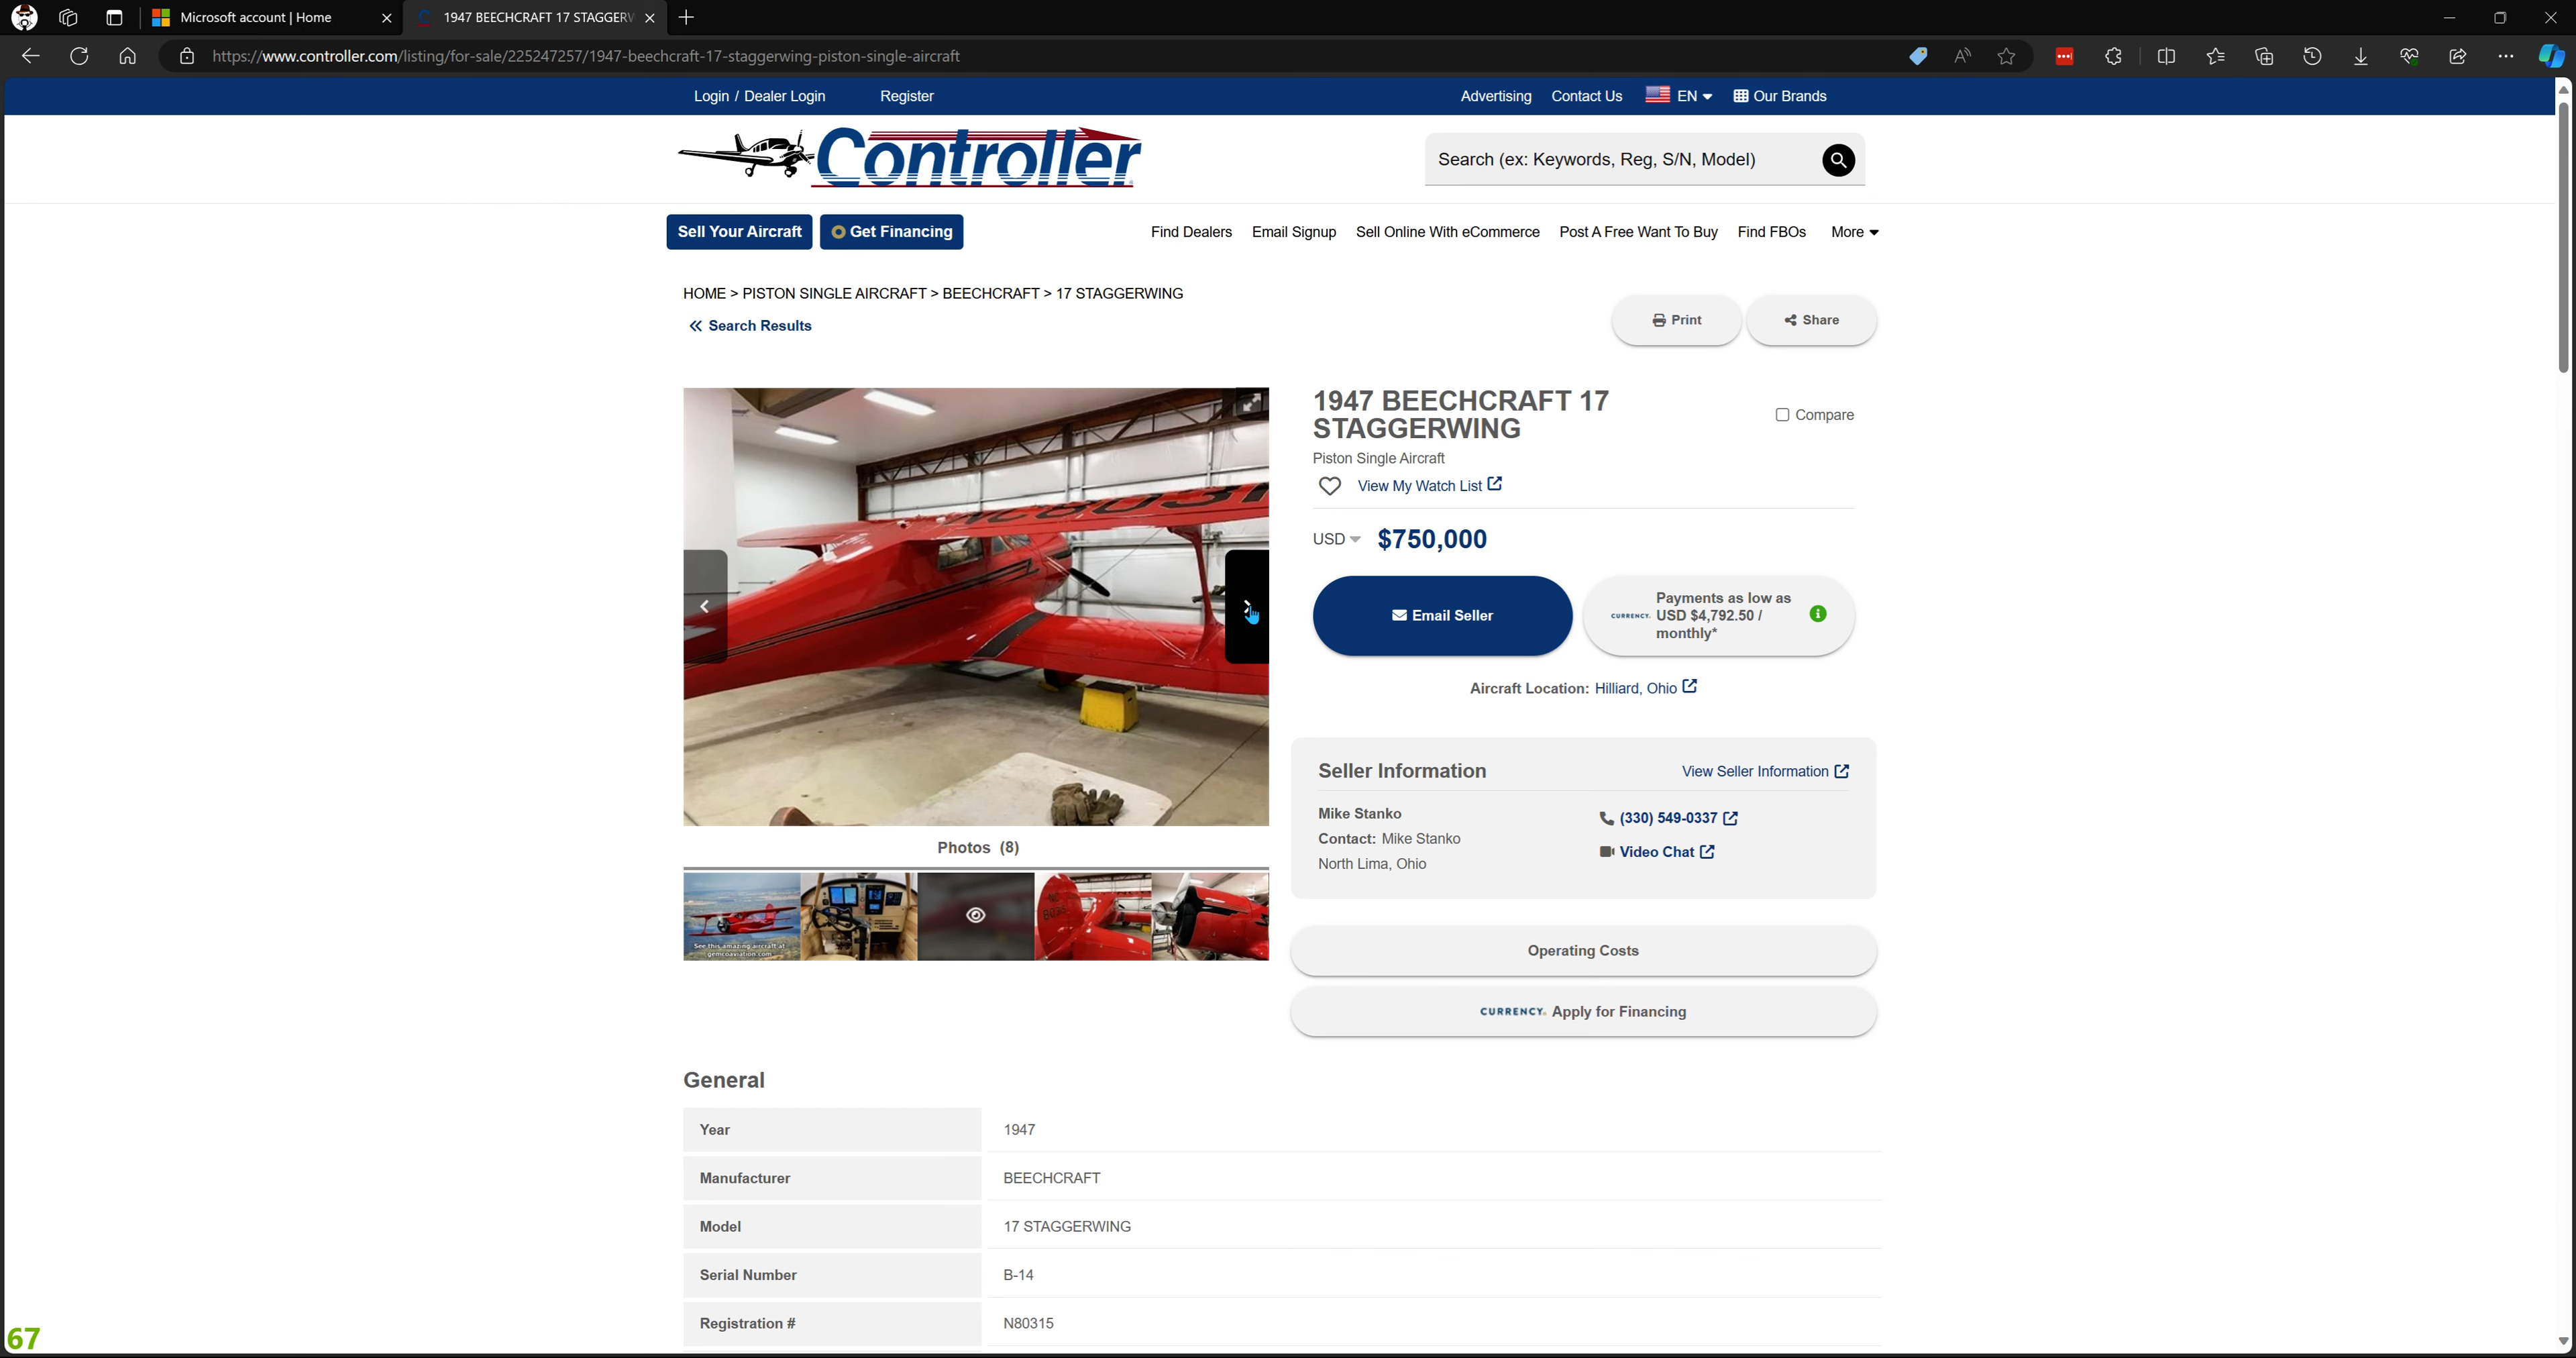 Microsoft account | Home
1947 BEECHCRAFT 17 STAGGERW
https://www.controller.com/listing/for-sale/225247257/1947-beechcraft-17-staggerwing-piston-single-aircraft
Login / Dealer Login Register Advertising Contact Us EN Our Brands
Controller
Search (ex: Keywords, Reg, S/N, Model)
Sell Your Aircraft Get Financing Find Dealers Email Signup Sell Online With eCommerce Post A Free Want To Buy Find FBOs More
HOME > PISTON SINGLE AIRCRAFT > BEECHCRAFT > 17 STAGGERWING
Search Results
Print Share
1947 BEECHCRAFT 17
STAGGERWING
Compare
Piston Single Aircraft
View My Watch List
USD $750,000
Email Seller
CURRENCY.
Payments as low as
USD $4,792.50 /
monthly*
Aircraft Location: Hilliard, Ohio
Photos (8)
See this amazing aircraft at
gemcoaviation.com
Seller Information View Seller Information
Mike Stanko
Contact: Mike Stanko
North Lima, Ohio
(330) 549-0337
Video Chat
Operating Costs
CURRENCY. Apply for Financing
General
Year 1947
Manufacturer BEECHCRAFT
Model 17 STAGGERWING
Serial Number B-14
Registration # N80315
67